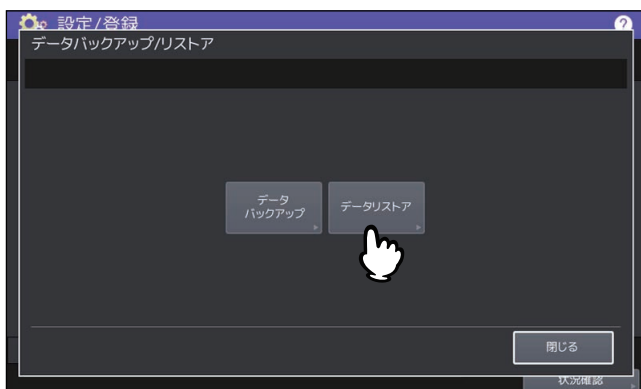 設定/登録
?
データバックアップ/リストア
データ
バックアップ
データリストア
閉じる
状況確認